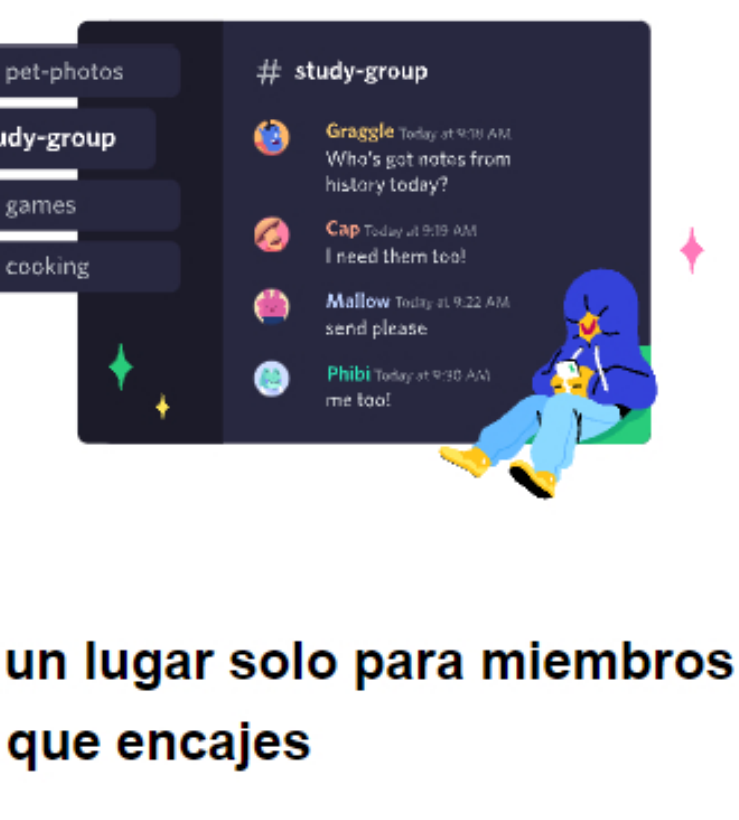 pet-photos
udy-group
games
cooking
# study-group
Graggle Today at 9:18 AM
Who's got notes from
history today?
Cap Today at 9:19 AM
I need them too!
Mallow Today at 9:22 AM
send please
Phibi Today at 9:30 AM
me too!
un lugar solo para miembros
que encajes